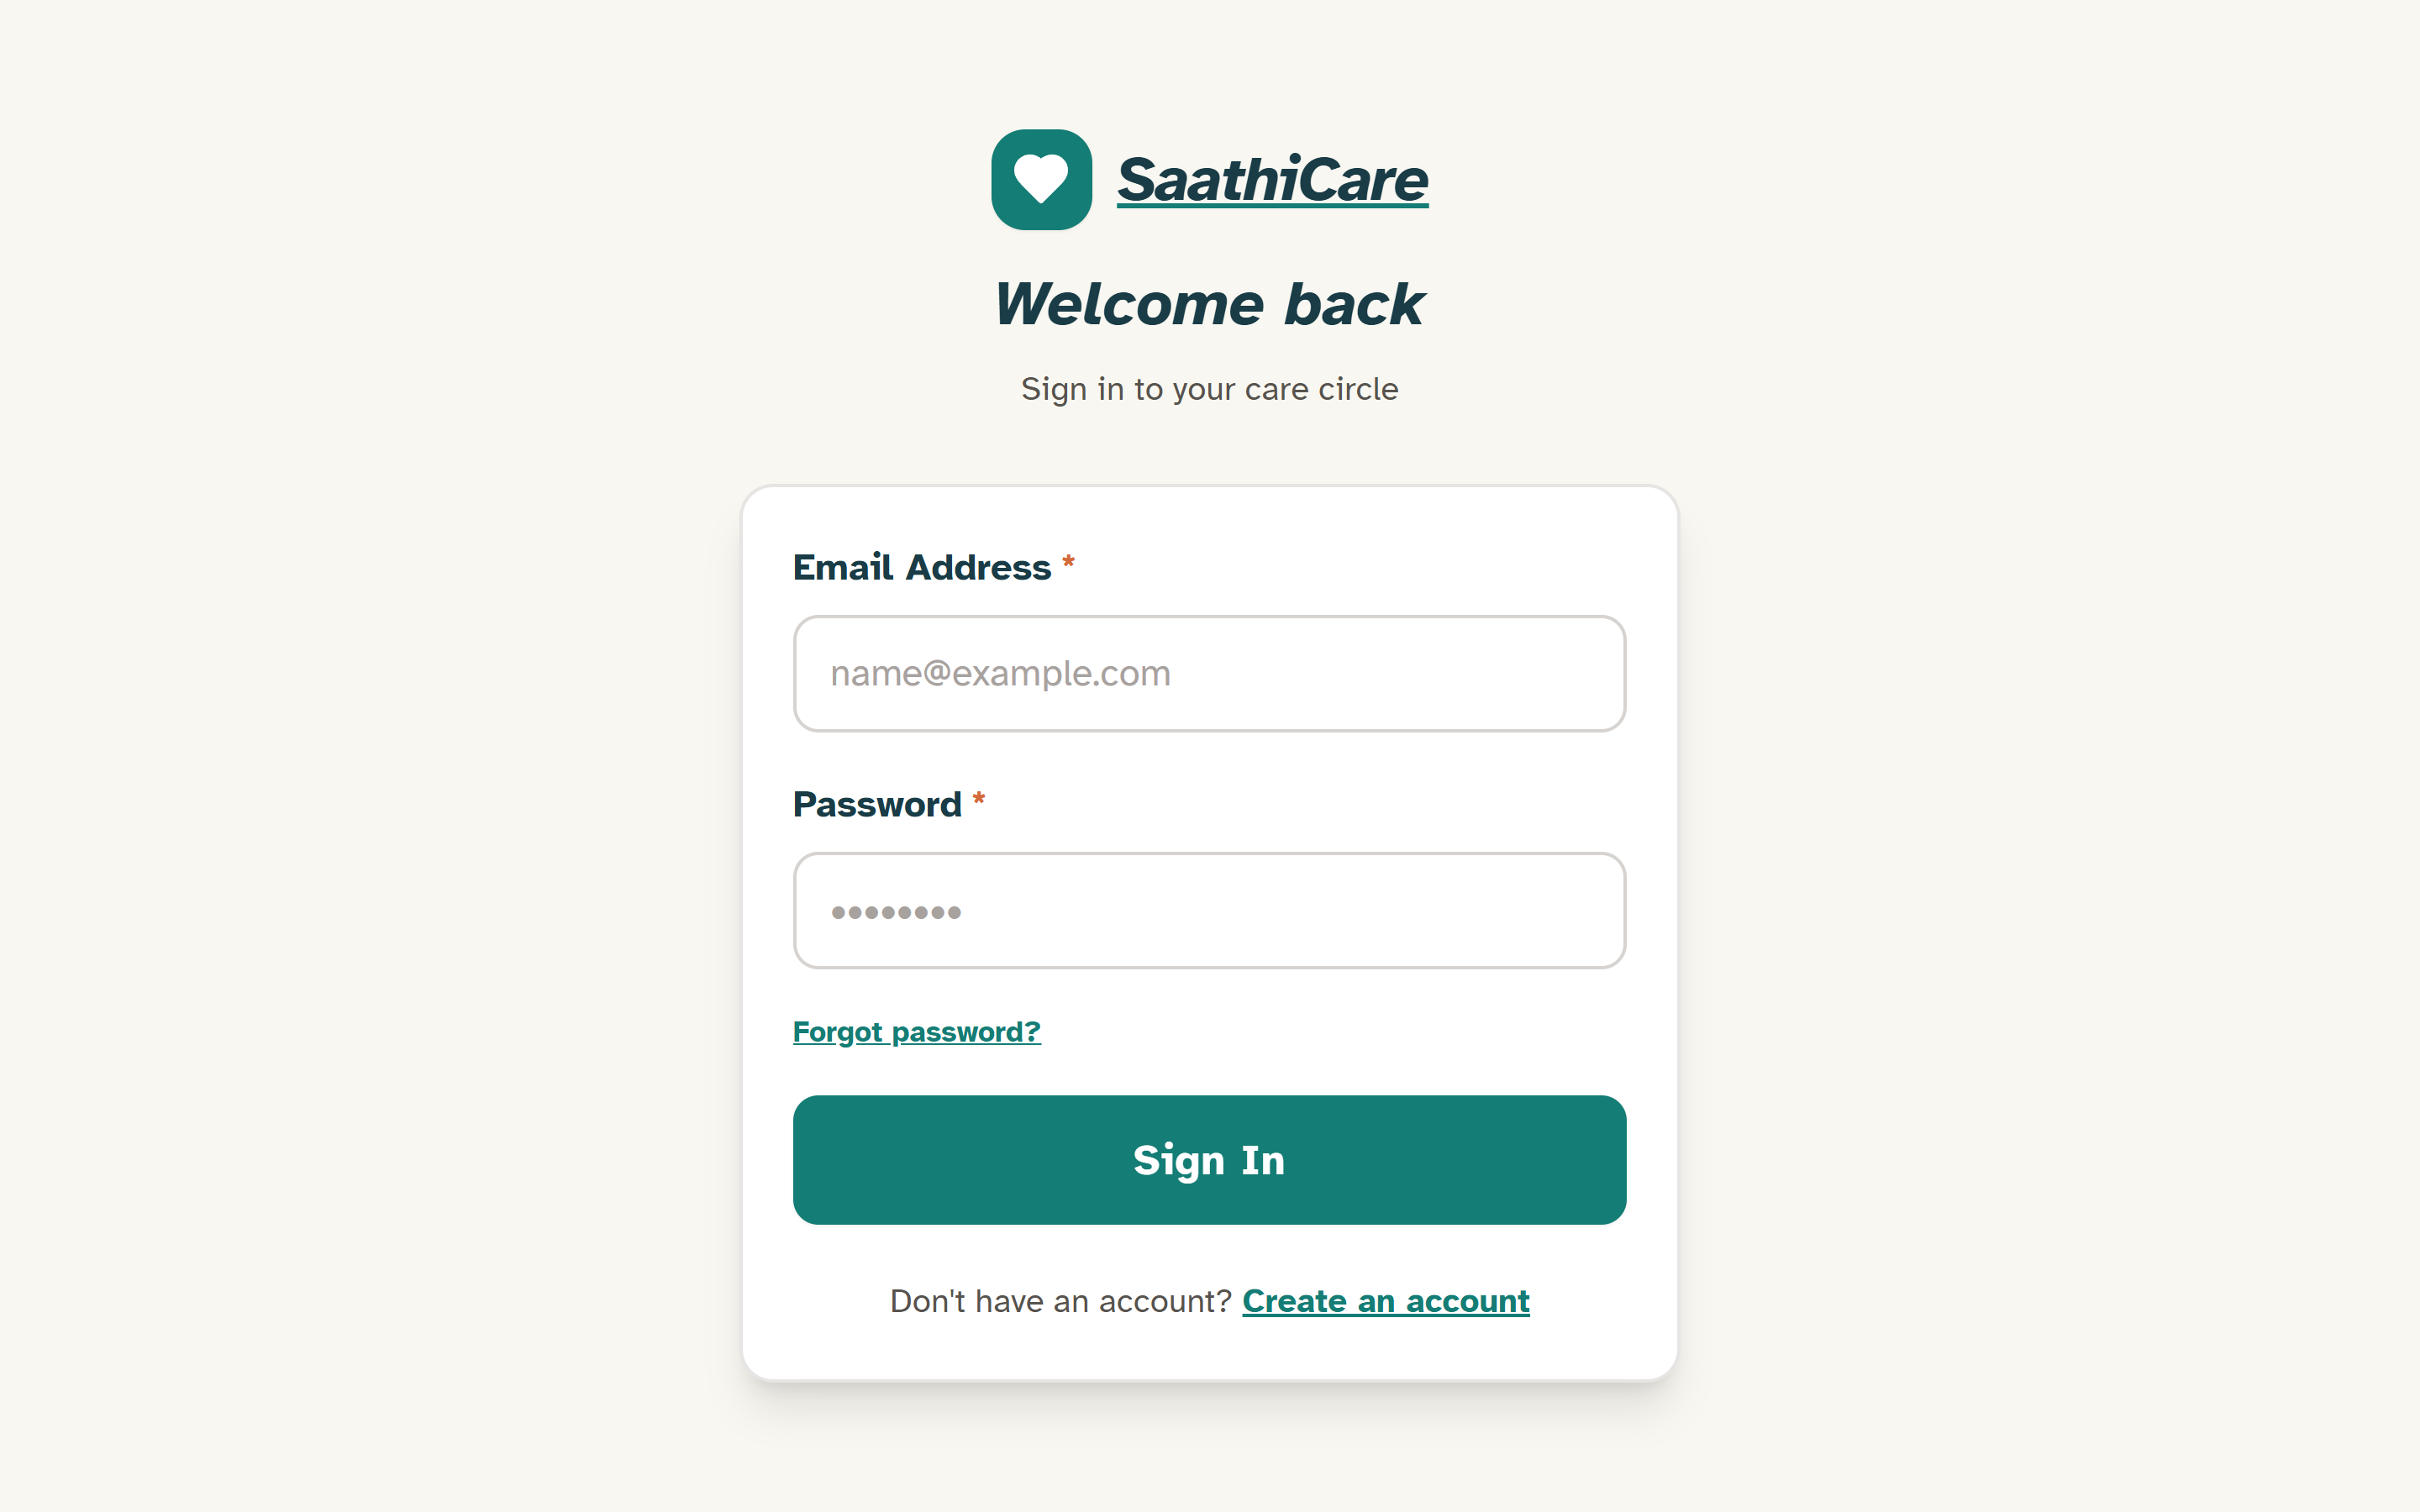 SaathiCare
Welcome back
Sign in to your care circle
Email Address *
name@example.com
Password *
••••••••
Forgot password?
Sign In
Don't have an account? Create an account